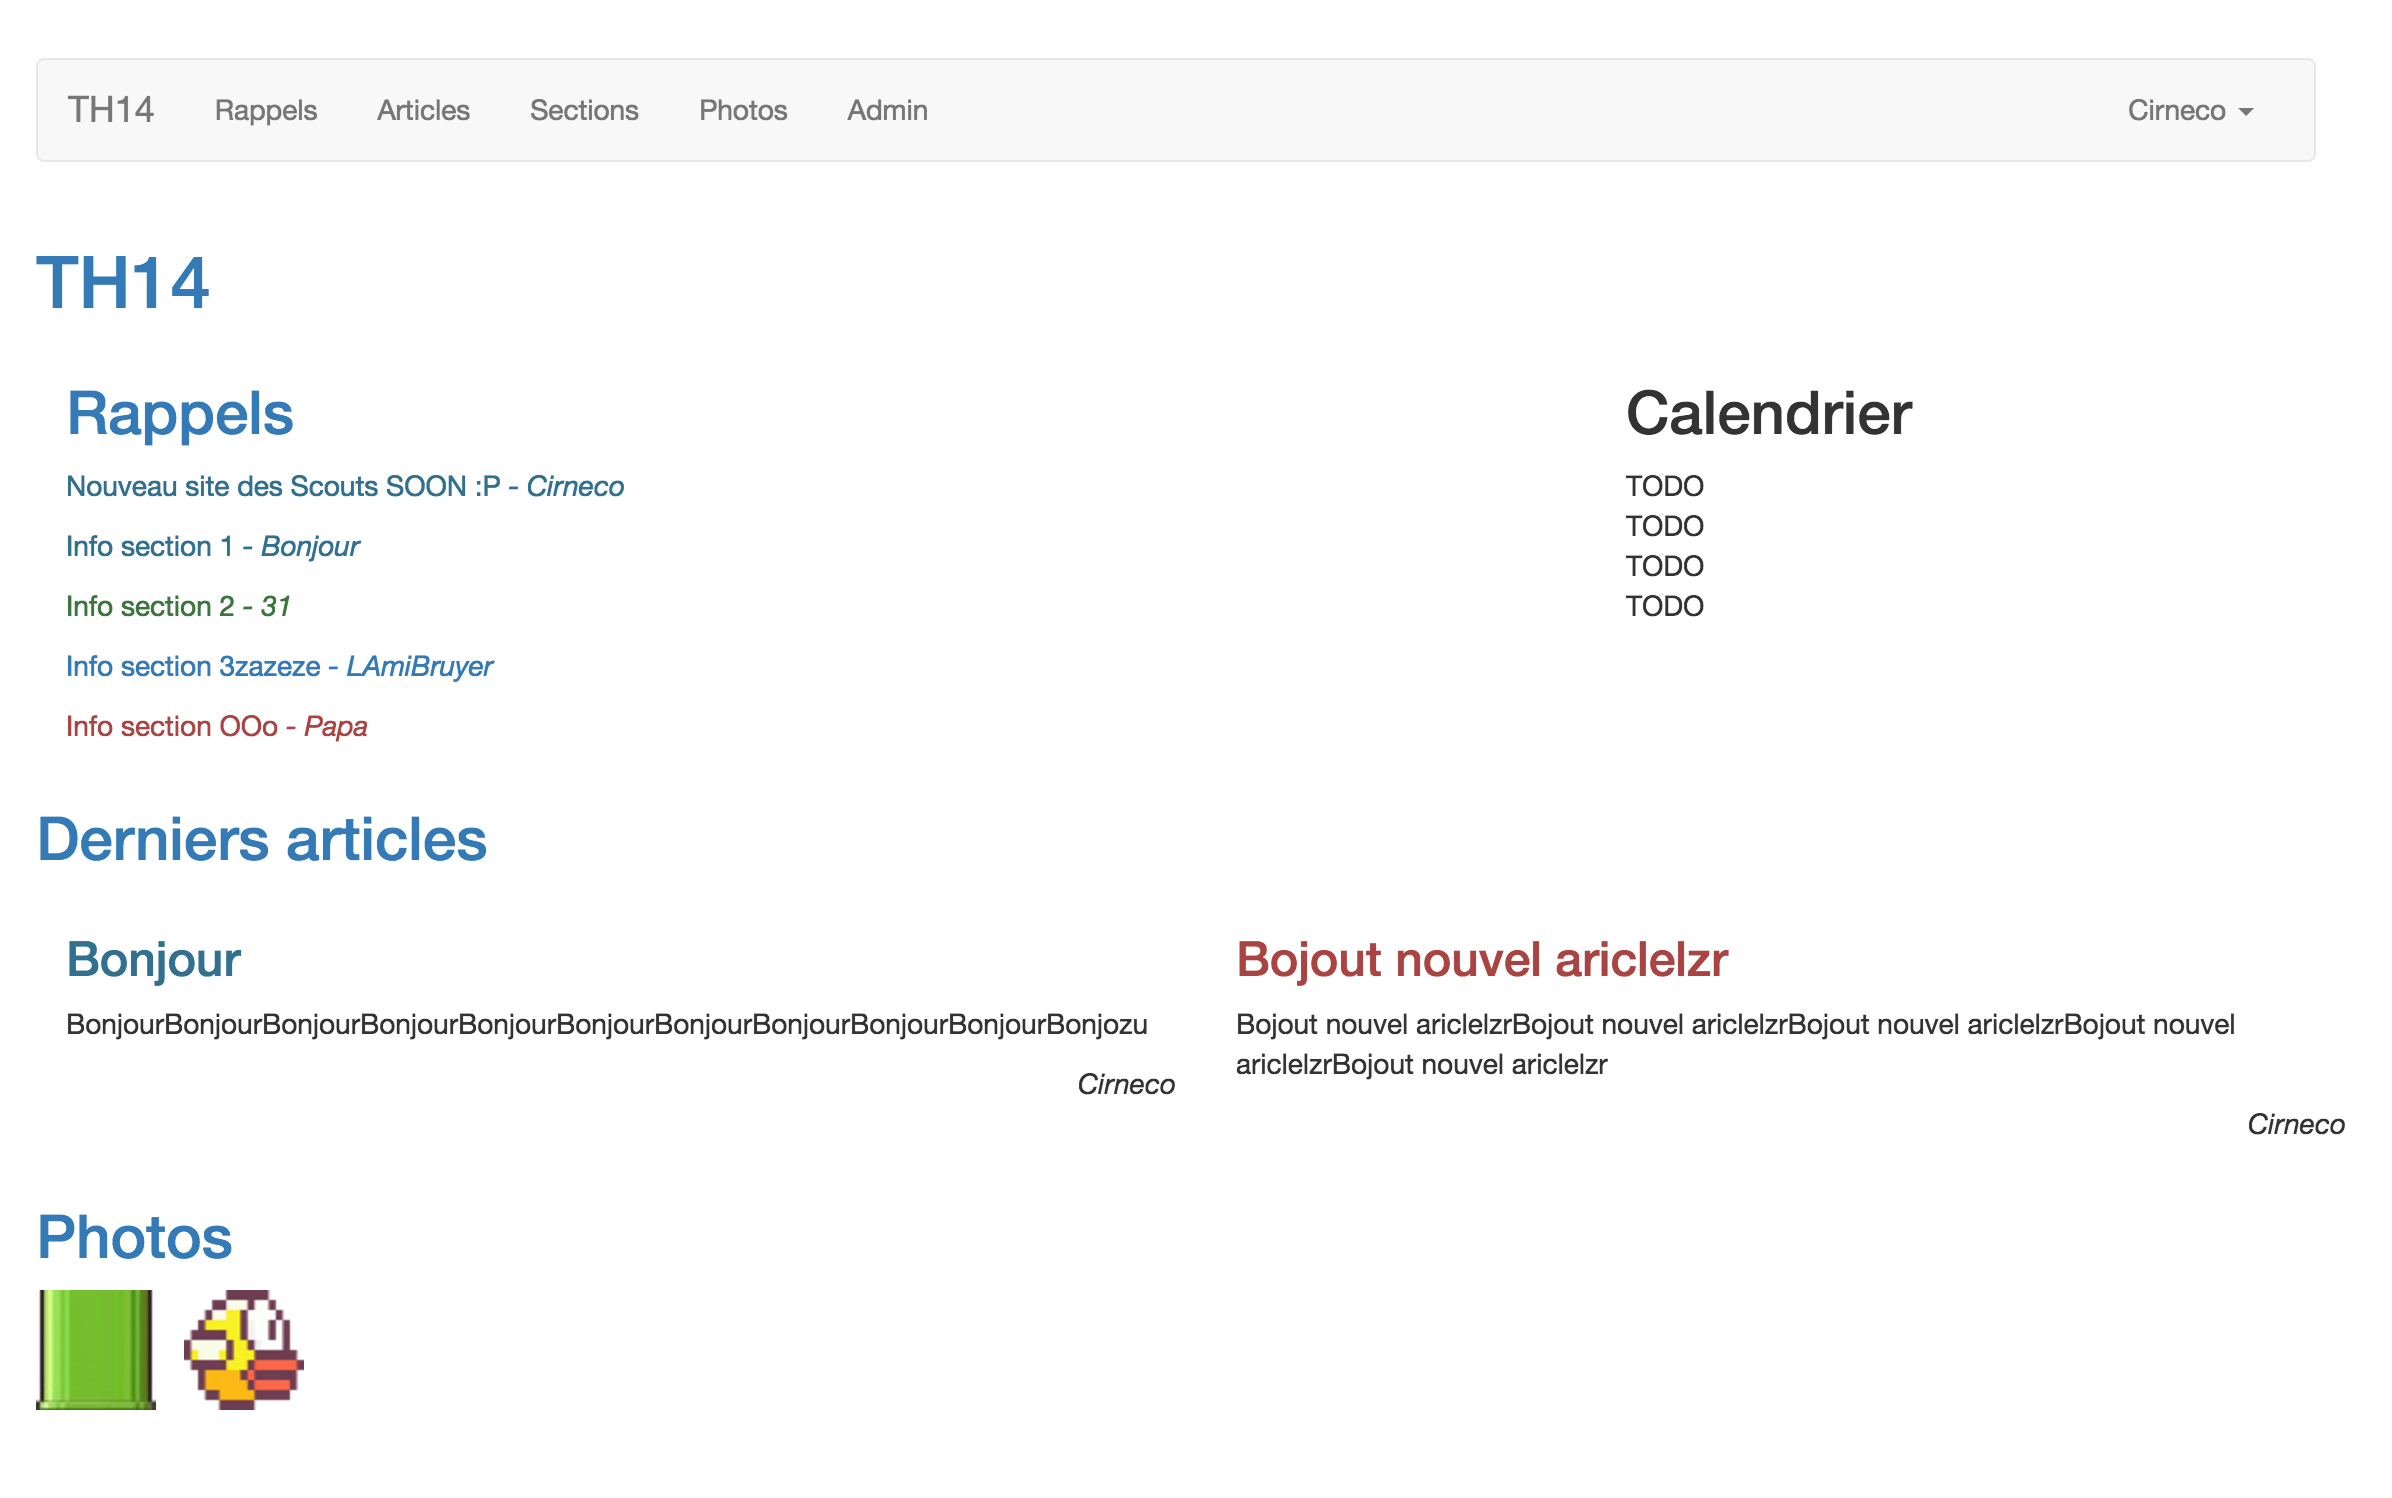 TH14 Rappels Articles Sections Photos Admin Cirneco
TH14
Rappels
Nouveau site des Scouts SOON :P - Cirneco
Info section 1 - Bonjour
Info section 2 - 31
Info section 3zazeze - LAmiBruyer
Info section OOo - Papa
Calendrier
TODO
TODO
TODO
TODO
Derniers articles
Bonjour
BonjourBonjourBonjourBonjourBonjourBonjourBonjourBonjourBonjourBonjourBonjozu
Cirneco
Bojout nouvel ariclelzr
Bojout nouvel ariclelzrBojout nouvel ariclelzrBojout nouvel ariclelzrBojout nouvel
ariclelzrBojout nouvel ariclelzr
Cirneco
Photos